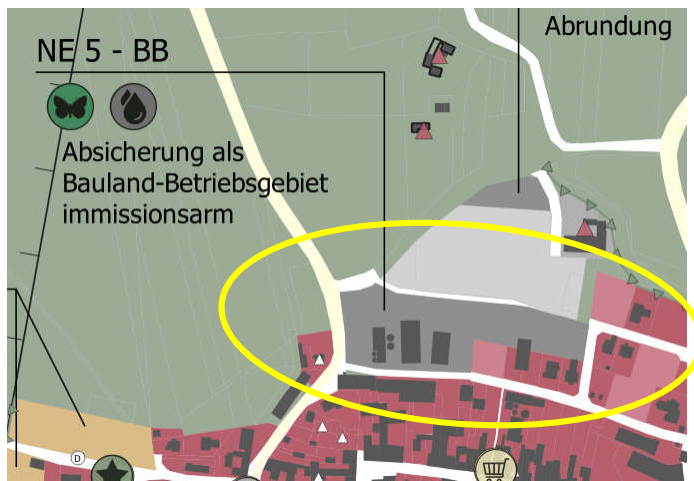 Abrundung
NE 5 - BB
Absicherung als
Bauland-Betriebsgebiet
immissionsarm
D